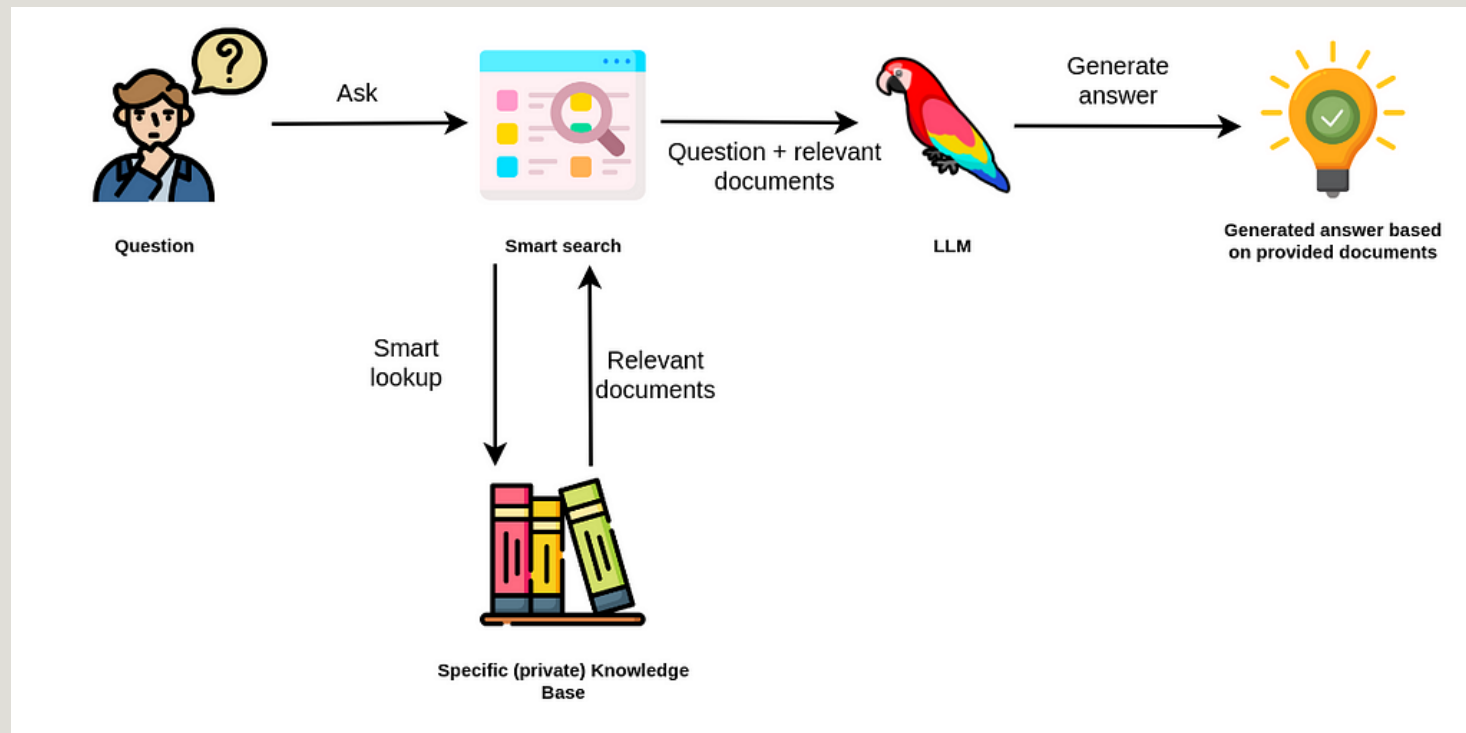 ?
Ask
Generate
answer
Question + relevant
documents
Question
Smart search
LLM
Generated answer based
on provided documents
Smart
lookup
Relevant
documents
Specific (private) Knowledge
Base